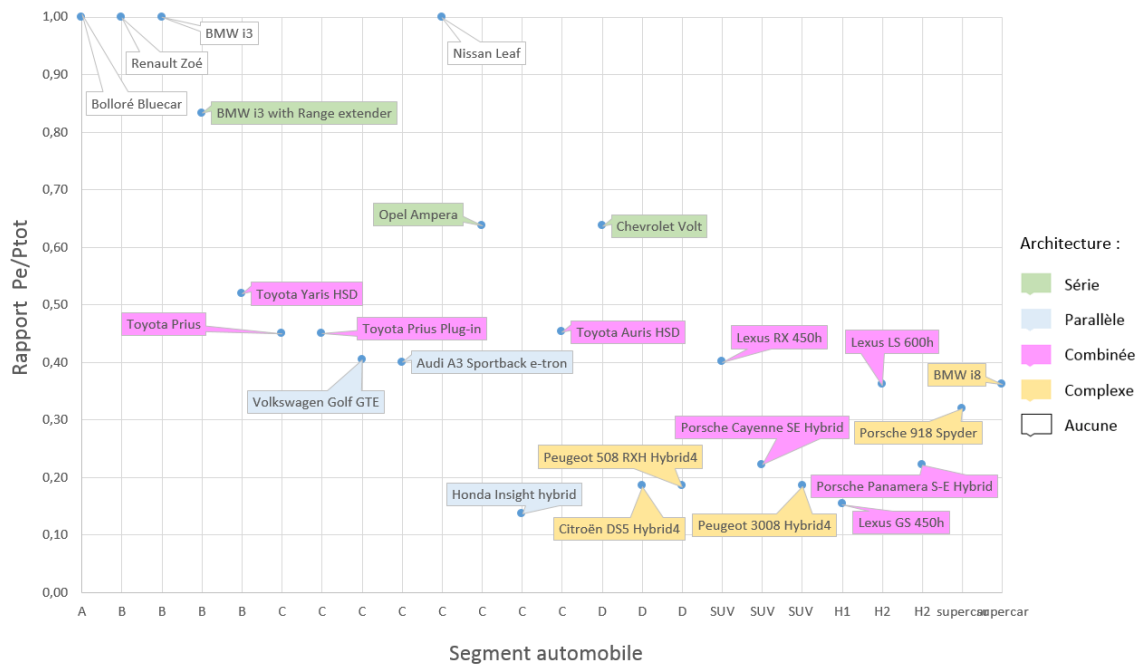 1,00
0,90
0,80
0,70
0,60
0,50
0,40
0,30
0,20
0,10
0,00
Rapport Pe/Ptot
BMW i3
Renault Zoé
Bolloré Bluecar
Nissan Leaf
BMW i3 with Range extender
Opel Ampera
Chevrolet Volt
Toyota Yaris HSD
Toyota Prius
Toyota Prius Plug-in
Toyota Auris HSD
Lexus RX 450h
Lexus LS 600h
Audi A3 Sportback e-tron
Volkswagen Golf GTE
BMW i8
Porsche Cayenne SE Hybrid
Porsche 918 Spyder
Peugeot 508 RXH Hybrid4
Honda Insight hybrid
Porsche Panamera S-E Hybrid
Citroën DS5 Hybrid4
Peugeot 3008 Hybrid4
Lexus GS 450h
A B B B B C C C C C C C C D D D SUV SUV SUV H1 H2 H2 supercar supercar
Segment automobile
Architecture :
Série
Parallèle
Combinée
Complexe
Aucune